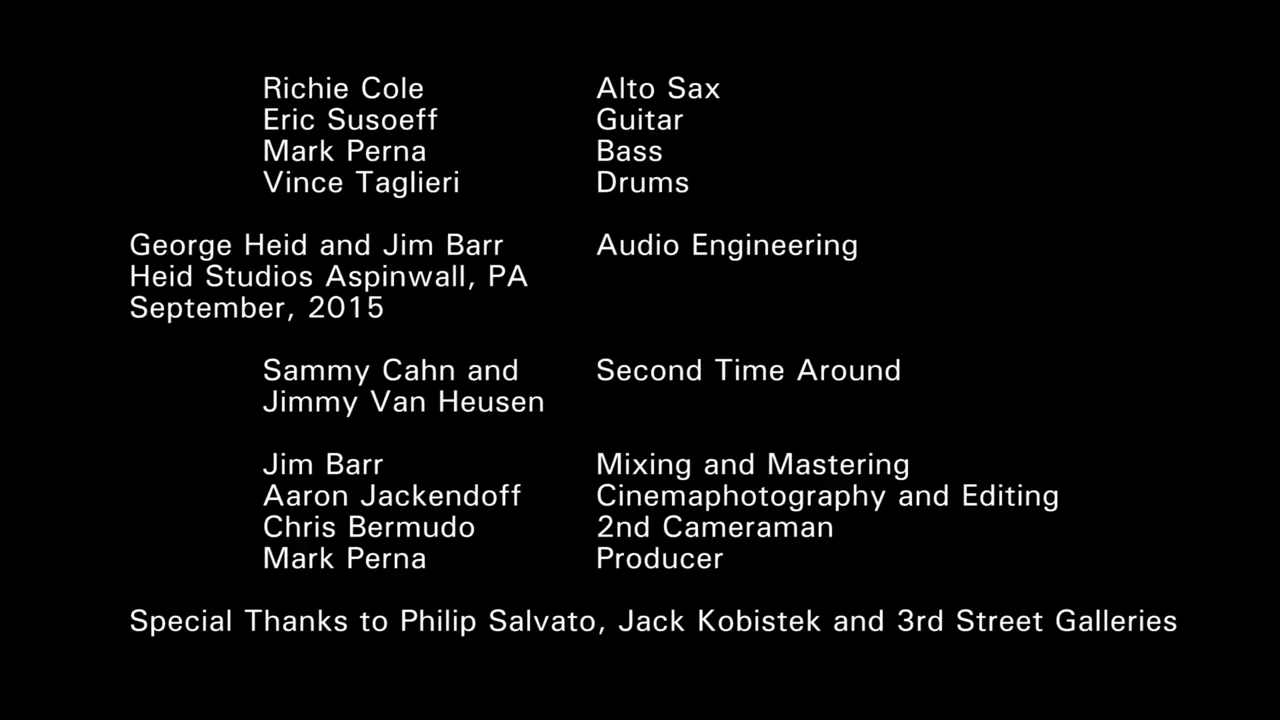 Richie Cole Alto Sax
Eric Susoeff Guitar
Mark Perna Bass
Vince Taglieri Drums
George Heid and Jim Barr Audio Engineering
Heid Studios Aspinwall, PA
September, 2015
Sammy Cahn and Second Time Around
Jimmy Van Heusen
Jim Barr Mixing and Mastering
Aaron Jackendoff Cinemaphotography and Editing
Chris Bermudo 2nd Cameraman
Mark Perna Producer
Special Thanks to Philip Salvato, Jack Kobistek and 3rd Street Galleries